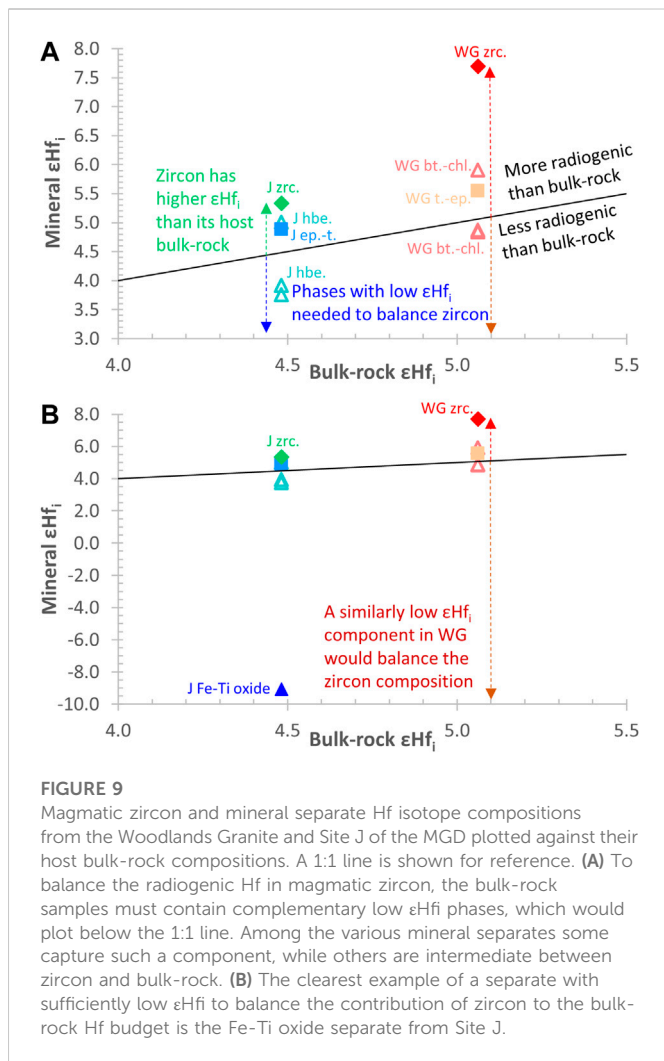 A
8.0
7.5
7.0
6.5
6.0
5.5
5.0
4.5
4.0
3.5
3.0
Mineral εHfi
WG zrc.
Zircon has
higher εHfi
than its host
bulk-rock
J zrc.
J hbe.
J ep.-t.
J hbe.
WG bt.-chl.
WG t.-ep.
WG bt.-chl.
More radiogenic
than bulk-rock
Less radiogenic
than bulk-rock
Phases with low εHfi
needed to balance zircon
4.0 4.5 5.0 5.5
Bulk-rock εHfi
B
8.0
6.0
4.0
2.0
0.0
-2.0
-4.0
-6.0
-8.0
-10.0
Mineral εHfi
J zrc.
WG zrc.
A similarly low εHfi
component in WG
would balance the
zircon composition
J Fe-Ti oxide
4.0 4.5 5.0 5.5
Bulk-rock εHfi
FIGURE 9
Magmatic zircon and mineral separate Hf isotope compositions
from the Woodlands Granite and Site J of the MGD plotted against their
host bulk-rock compositions. A 1:1 line is shown for reference. (A) To
balance the radiogenic Hf in magmatic zircon, the bulk-rock
samples must contain complementary low εHfi phases, which would
plot below the 1:1 line. Among the various mineral separates some
capture such a component, while others are intermediate between
zircon and bulk-rock. (B) The clearest example of a separate with
sufficiently low εHfi to balance the contribution of zircon to the bulk-
rock Hf budget is the Fe-Ti oxide separate from Site J.